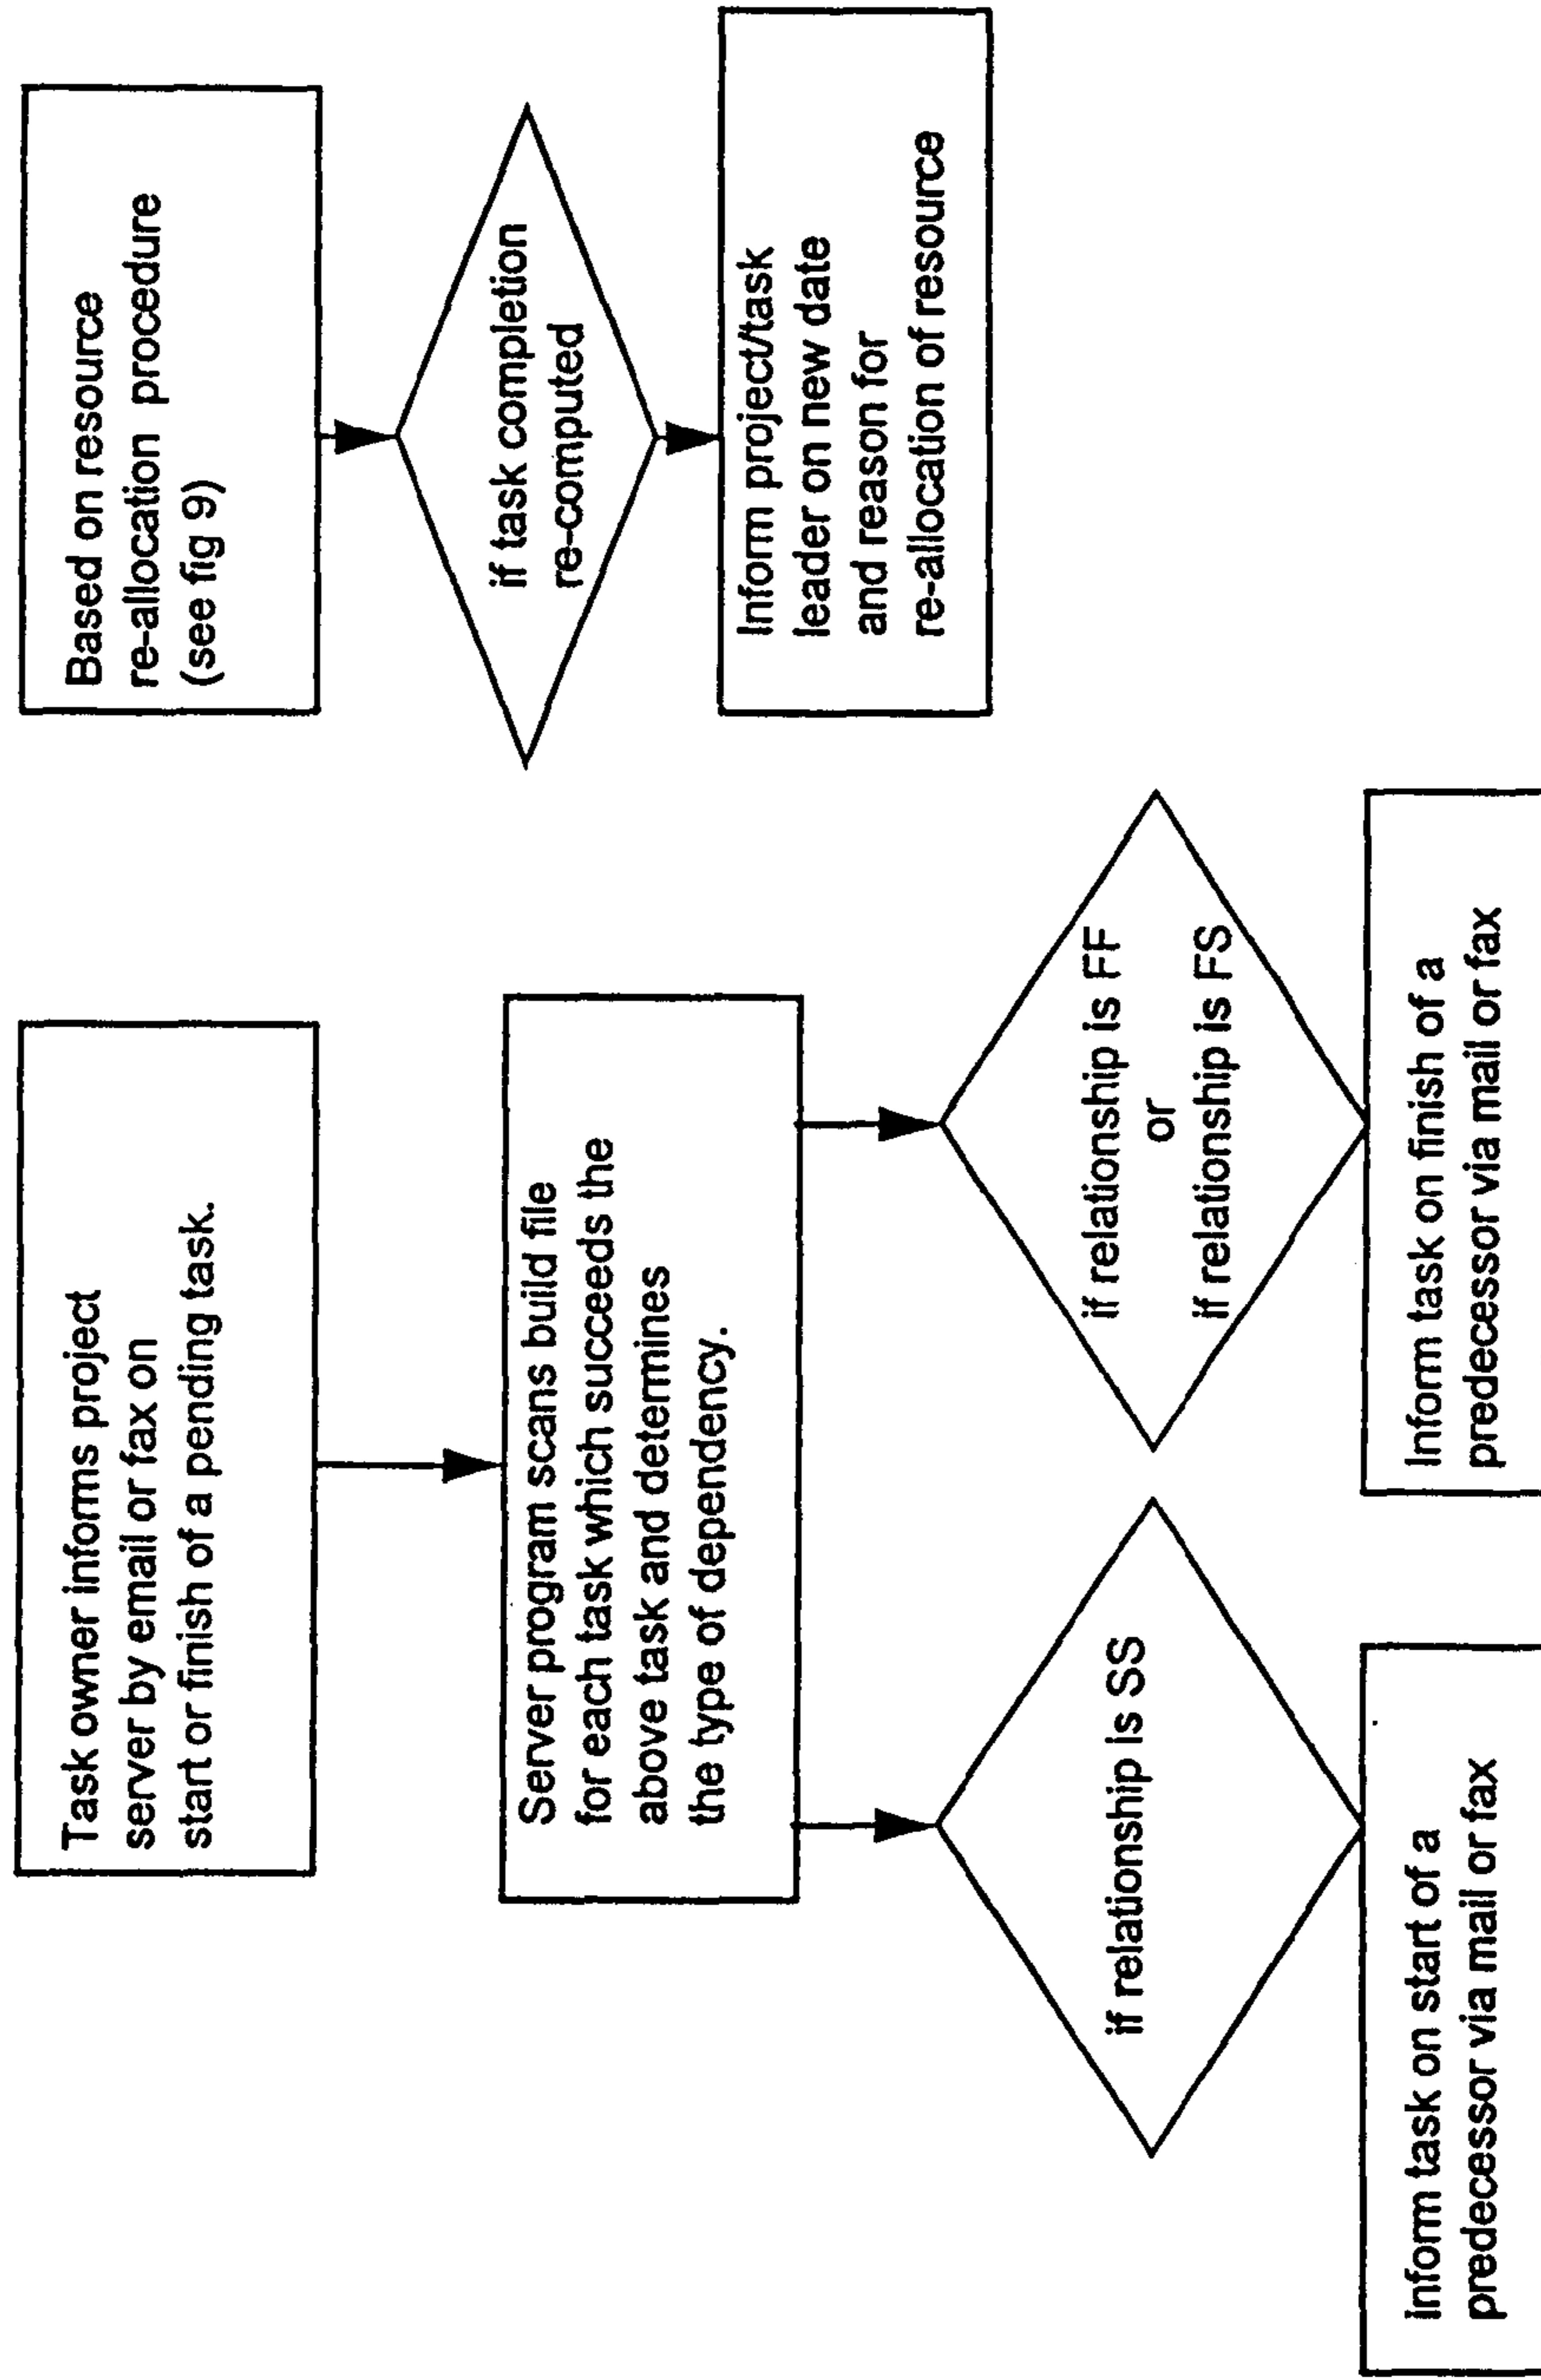 Task owner informs project
server by email or fax on
start or finish of a pending task.
Server program scans build file
for each task which succeeds the
above task and determines
the type of dependency.
if relationship is SS
Inform task on start of a
predecessor via mail or fax
if relationship is FF
or
if relationship is FS
Inform task on finish of a
predecessor via mail or fax
Based on resource
re-allocation procedure
(see fig 9)
if task completion
re-computed
Inform project/task
leader on new date
and reason for
re-allocation of resource